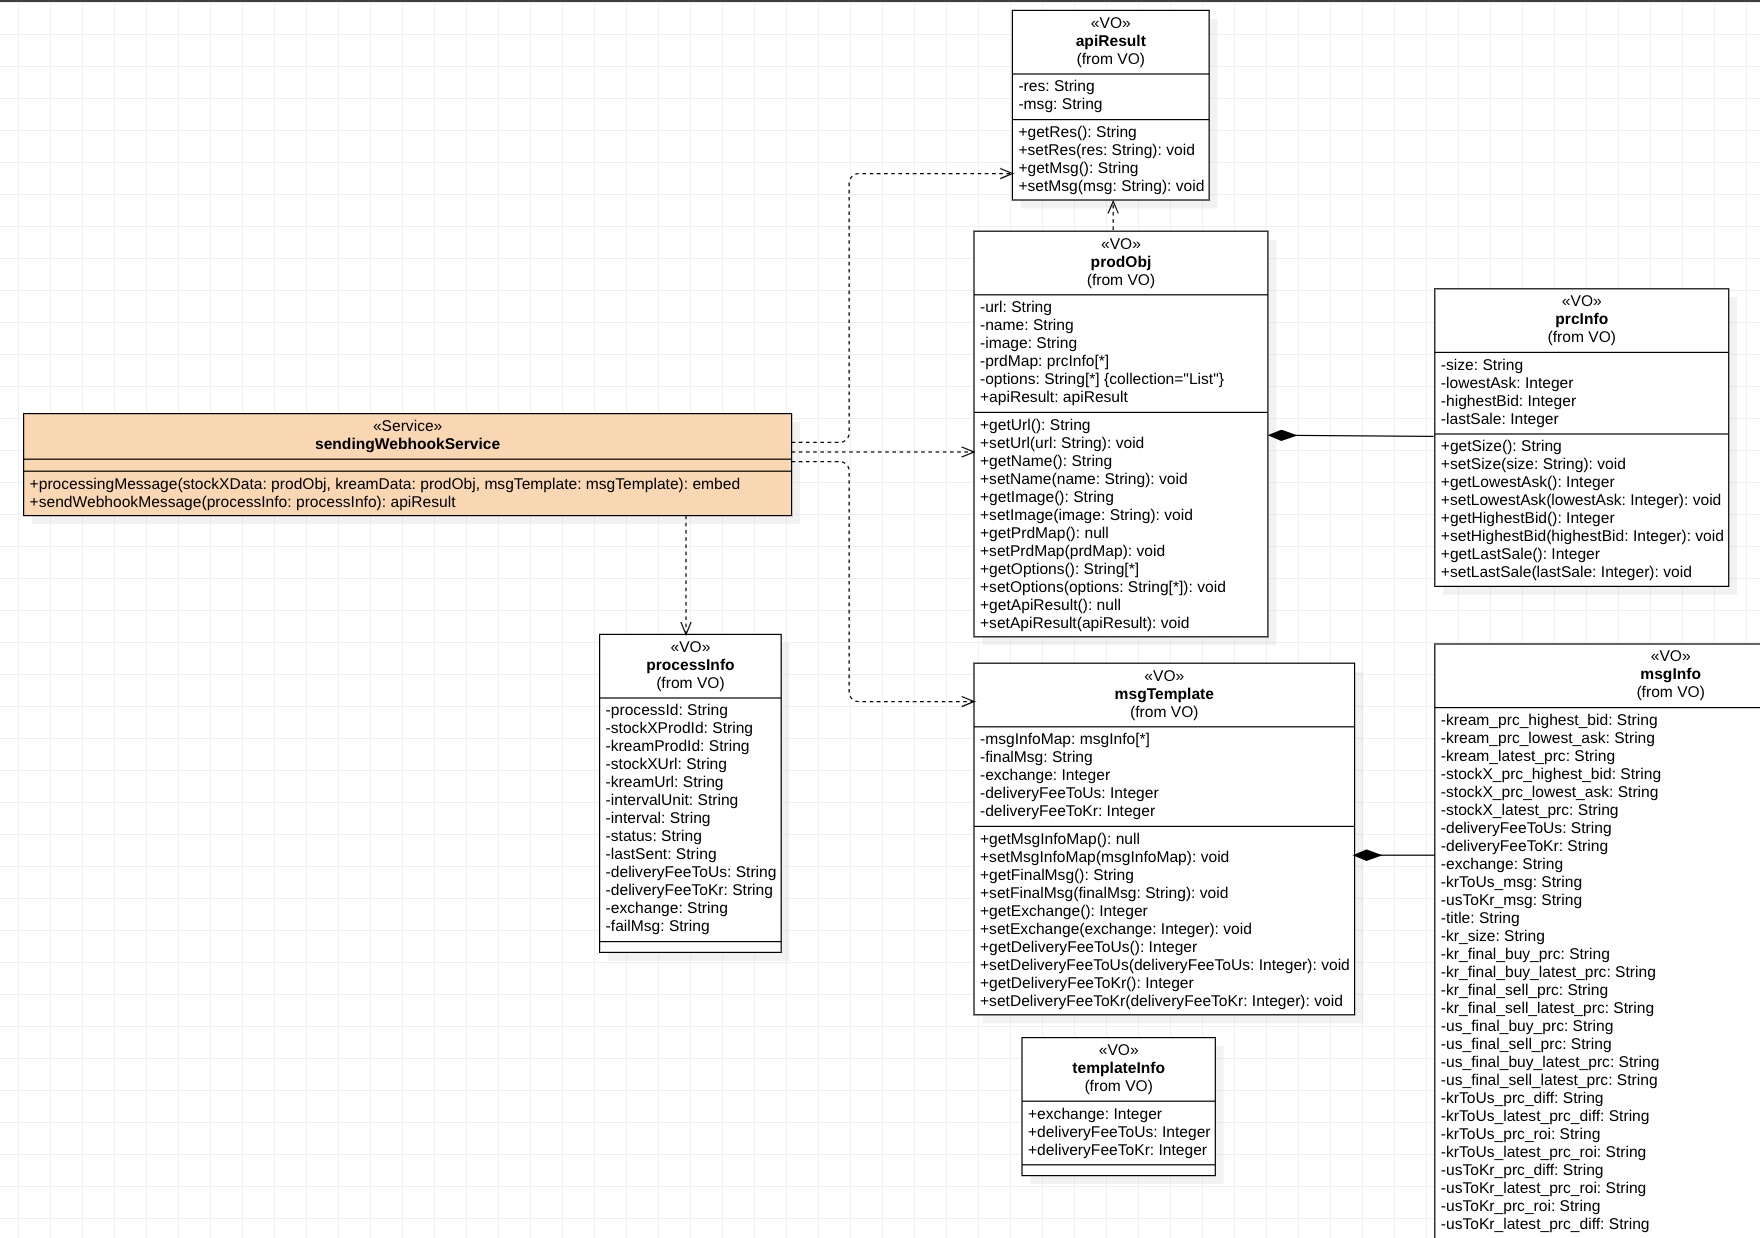 «VO»
apiResult
(from VO)
-res: String
-msg: String
+getRes(): String
+setRes(res: String): void
+getMsg(): String
+setMsg(msg: String): void
«VO»
prodObj
(from VO)
-url: String
-name: String
-image: String
-prdMap: prcInfo[*]
-options: String[*] {collection="List"}
+apiResult: apiResult
+getUrl(): String
+setUrl(url: String): void
+getName(): String
+setName(name: String): void
+getImage(): String
+setImage(image: String): void
+getPrdMap(): null
+setPrdMap(prdMap): void
+getOptions(): String[*]
+setOptions(options: String[*]): void
+getApiResult(): null
+setApiResult(apiResult): void
«VO»
prcInfo
(from VO)
-size: String
-lowestAsk: Integer
-highestBid: Integer
-lastSale: Integer
+getSize(): String
+setSize(size: String): void
+getLowestAsk(): Integer
+setLowestAsk(lowestAsk: Integer): void
+getHighestBid(): Integer
+setHighestBid(highestBid: Integer): void
+getLastSale(): Integer
+setLastSale(lastSale: Integer): void
«Service»
sendingWebhookService
+processingMessage(stockXData: prodObj, kreamData: prodObj, msgTemplate: msgTemplate): embed
+sendWebhookMessage(processInfo: processInfo): apiResult
«VO»
processInfo
(from VO)
-processId: String
-stockXProdId: String
-kreamProdId: String
-stockXUrl: String
-kreamUrl: String
-intervalUnit: String
-interval: String
-status: String
-lastSent: String
-deliveryFeeToUs: String
-deliveryFeeToKr: String
-exchange: String
-failMsg: String
«VO»
msgTemplate
(from VO)
-msgInfoMap: msgInfo[*]
-finalMsg: String
-exchange: Integer
-deliveryFeeToUs: Integer
-deliveryFeeToKr: Integer
+getMsgInfoMap(): null
+setMsgInfoMap(msgInfoMap): void
+getFinalMsg(): String
+setFinalMsg(finalMsg: String): void
+getExchange(): Integer
+setExchange(exchange: Integer): void
+getDeliveryFeeToUs(): Integer
+setDeliveryFeeToUs(deliveryFeeToUs: Integer): void
+getDeliveryFeeToKr(): Integer
+setDeliveryFeeToKr(deliveryFeeToKr: Integer): void
«VO»
msgInfo
(from VO)
-kream_prc_highest_bid: String
-kream_prc_lowest_ask: String
-kream_latest_prc: String
-stockX_prc_highest_bid: String
-stockX_prc_lowest_ask: String
-stockX_latest_prc: String
-deliveryFeeToUs: String
-deliveryFeeToKr: String
-exchange: String
-krToUs_msg: String
-usToKr_msg: String
-title: String
-kr_size: String
-kr_final_buy_prc: String
-kr_final_buy_latest_prc: String
-kr_final_sell_prc: String
-kr_final_sell_latest_prc: String
-us_final_buy_prc: String
-us_final_sell_prc: String
-us_final_buy_latest_prc: String
-us_final_sell_latest_prc: String
-krToUs_prc_diff: String
-krToUs_latest_prc_diff: String
-krToUs_prc_roi: String
-krToUs_latest_prc_roi: String
-usToKr_prc_diff: String
-usToKr_latest_prc_roi: String
-usToKr_prc_roi: String
-usToKr_latest_prc_diff: String
«VO»
templateInfo
(from VO)
+exchange: Integer
+deliveryFeeToUs: Integer
+deliveryFeeToKr: Integer